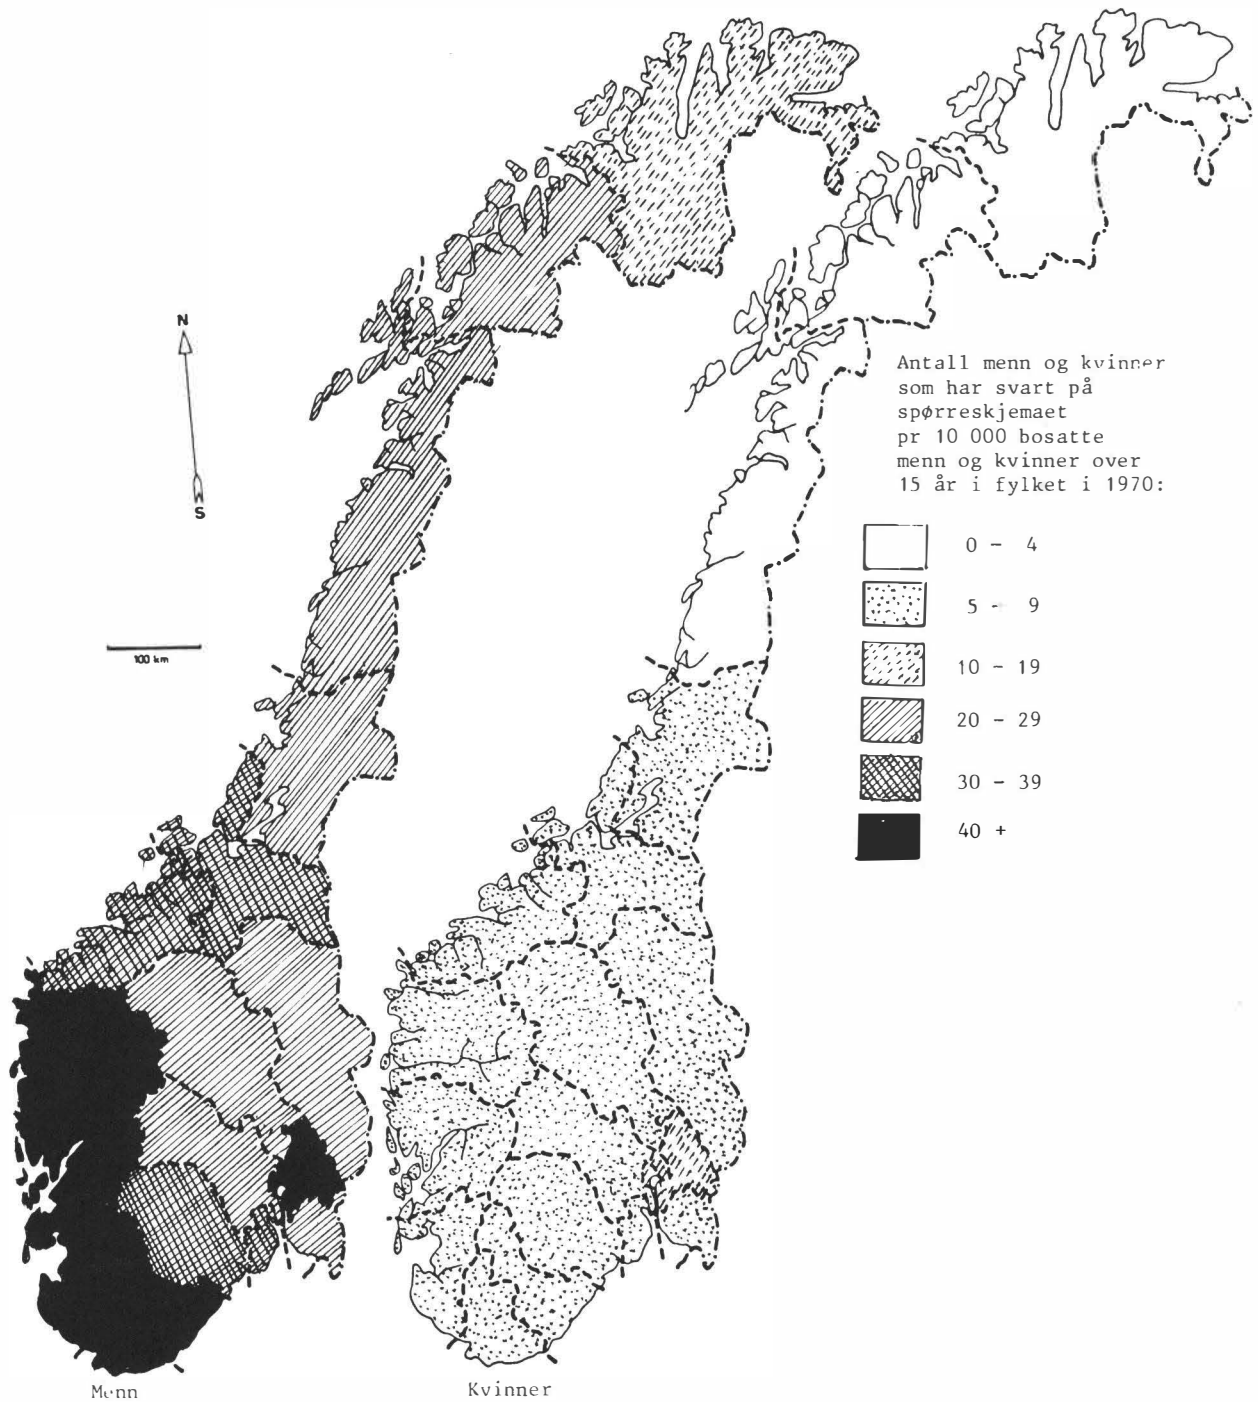 N
S
100 km
Antall menn og kvinner
som har svart på
spørreskjemaet
pr 10 000 bosatte
menn og kvinner over
15 år i fylket i 1970:
0 - 4
5 - 9
10 - 19
20 - 29
30 - 39
40 +
Menn
Kvinner